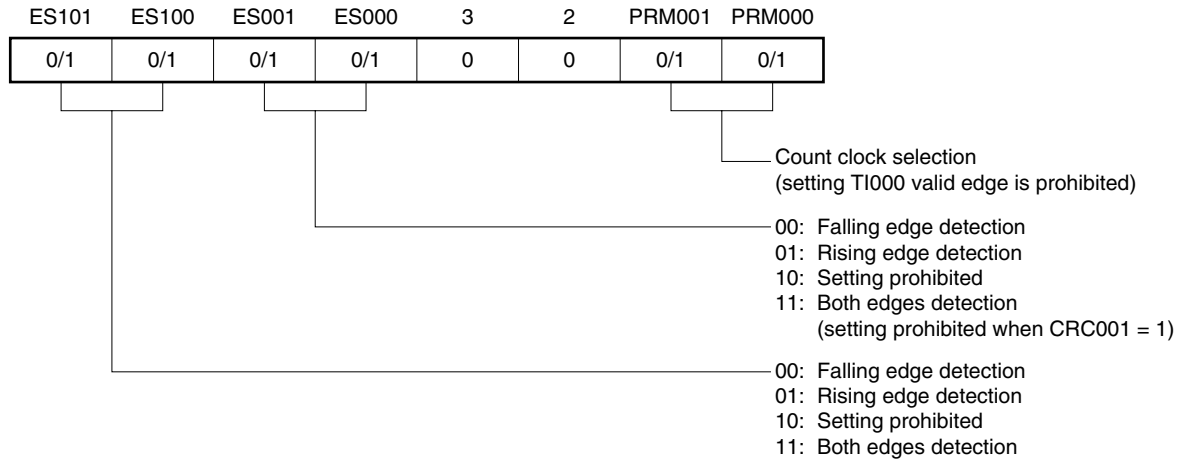 ES101 ES100 ES001 ES000 3 2 PRM001 PRM000
0/1 0/1 0/1 0/1 0 0 0/1 0/1
Count clock selection
(setting TI000 valid edge is prohibited)
00: Falling edge detection
01: Rising edge detection
10: Setting prohibited
11: Both edges detection
(setting prohibited when CRC001 = 1)
00: Falling edge detection
01: Rising edge detection
10: Setting prohibited
11: Both edges detection